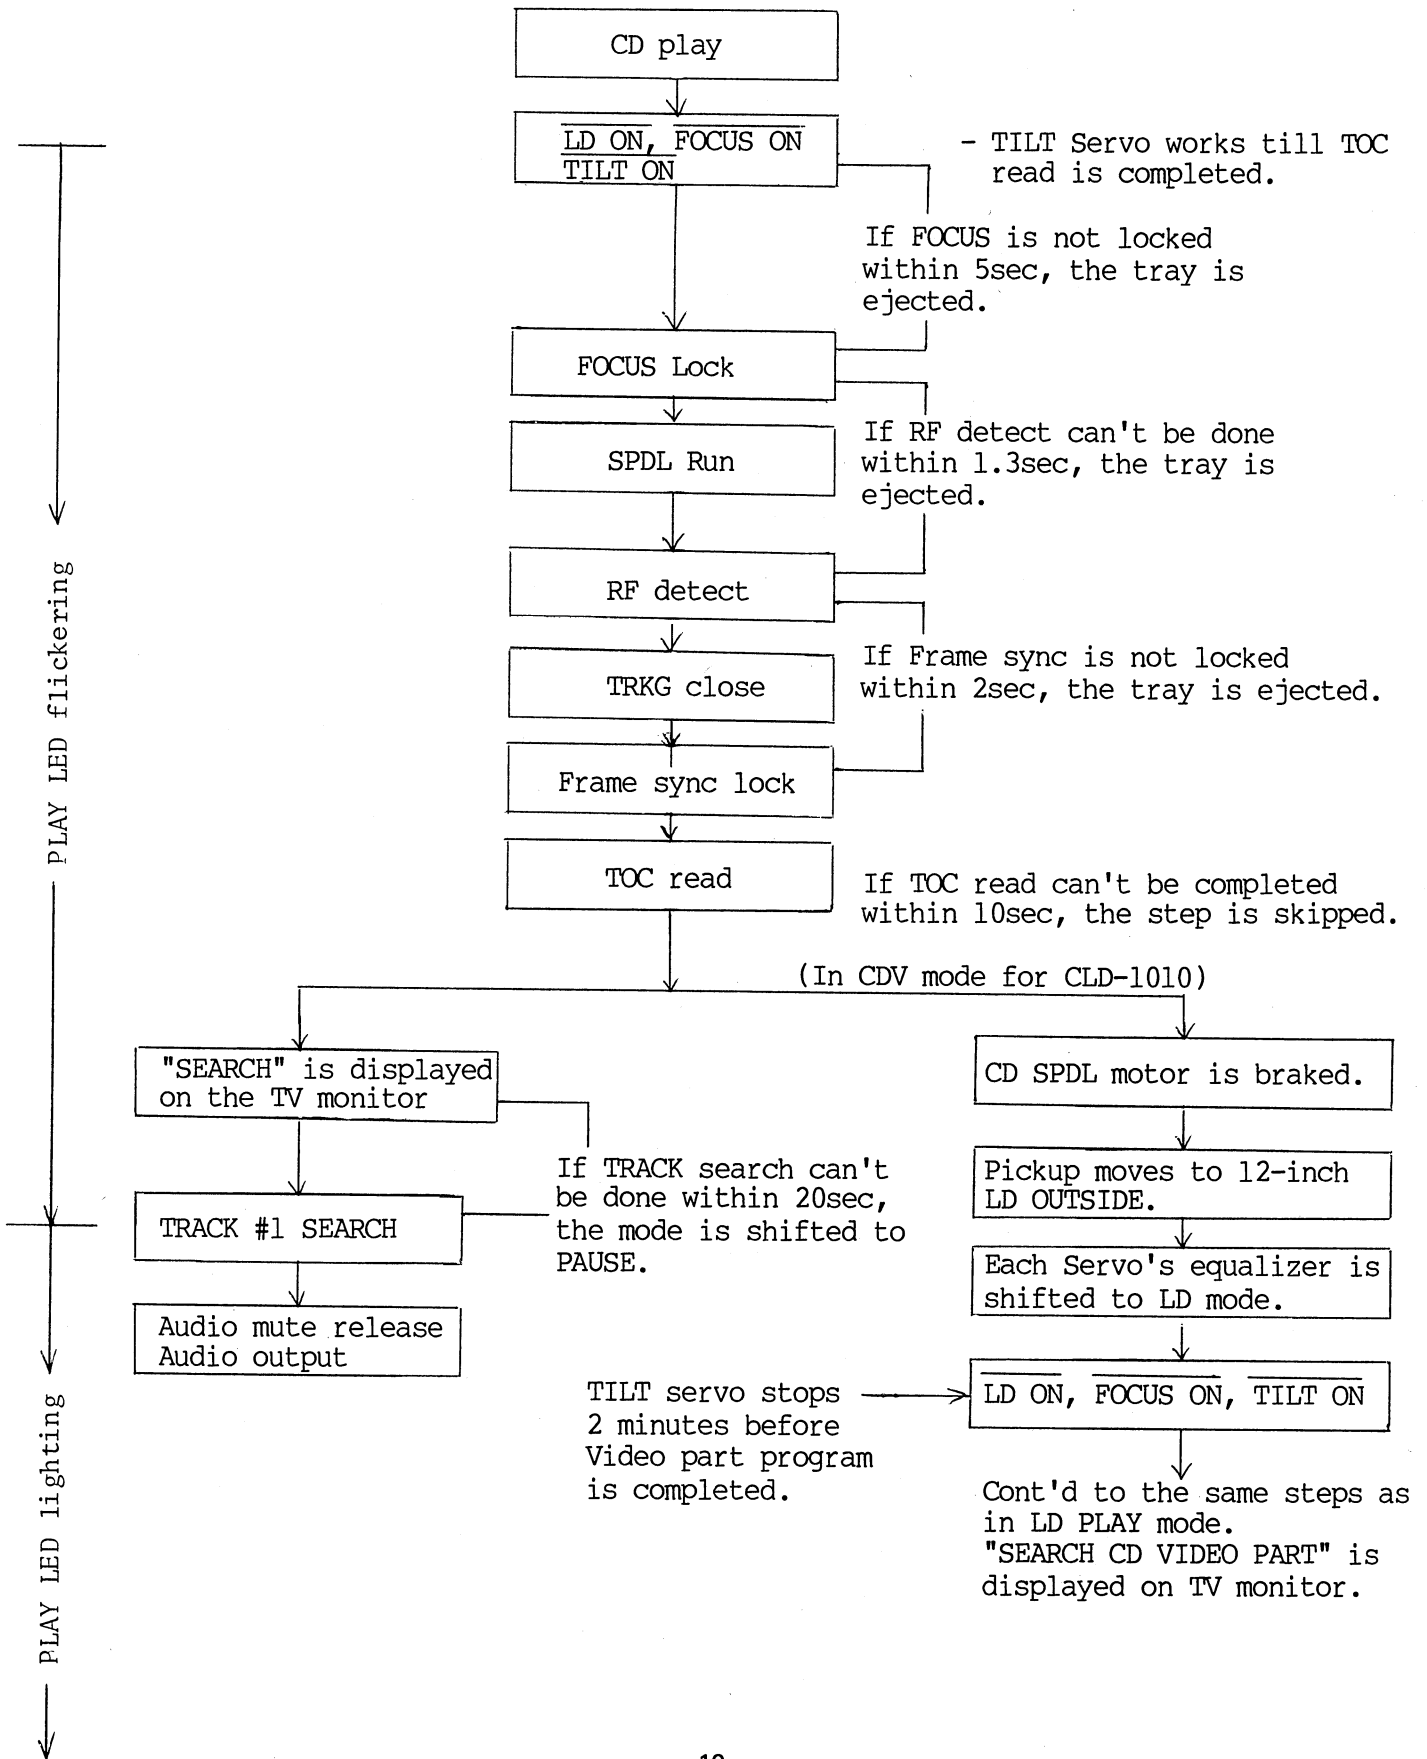 CD play
LD ON, FOCUS ON
TILT ON
- TILT Servo works till TOC
read is completed.
If FOCUS is not locked
within 5sec, the tray is
ejected.
FOCUS Lock
SPDL Run
If RF detect can't be done
within 1.3sec, the tray is
ejected.
RF detect
TRKG close
If Frame sync is not locked
within 2sec, the tray is ejected.
Frame sync lock
TOC read
If TOC read can't be completed
within 10sec, the step is skipped.
PLAY LED flickering
(In CDV mode for CLD-1010)
"SEARCH" is displayed
on the TV monitor
If TRACK search can't
be done within 20sec,
the mode is shifted to
PAUSE.
TRACK #1 SEARCH
Audio mute release
Audio output
CD SPDL motor is braked.
Pickup moves to 12-inch
LD OUTSIDE.
Each Servo's equalizer is
shifted to LD mode.
TILT servo stops
2 minutes before
Video part program
is completed.
LD ON, FOCUS ON, TILT ON
Cont'd to the same steps as
in LD PLAY mode.
"SEARCH CD VIDEO PART" is
displayed on TV monitor.
PLAY LED lighting